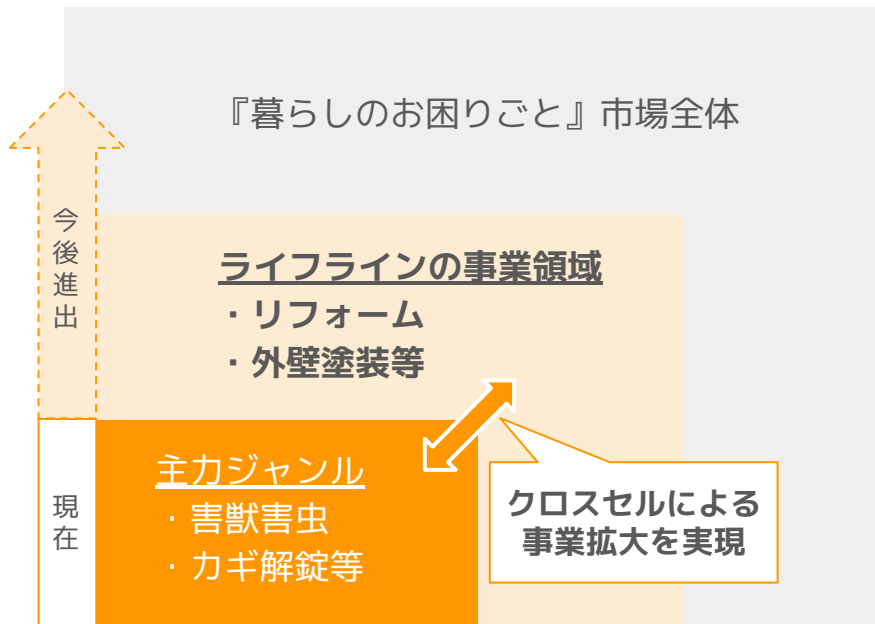 『暮らしのお困りごと』市場全体
今後進出
ライフラインの事業領域
・リフォーム
・外壁塗装等
現在
主力ジャンル
・害獣害虫
・カギ解錠等
クロスセルによる
事業拡大を実現